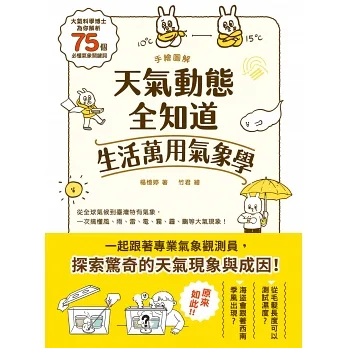 大氣科學博士
為你解析
75個
必懂氣象關鍵詞
10°C
15°C
手繪圖解
天氣動態
全知道
生活萬用氣象學
楊憶婷 著 竹君 繪
從全球氣候到臺灣特有氣象,
一次搞懂風、雨、雷、電、霧、霾、颱等大氣現象!
一起跟著專業氣象觀測員,
探索驚奇的天氣現象與成因!
原來如此!!
從毛髮長度可以
測試濕度?
海盜會跟著西南
季風出現?
?